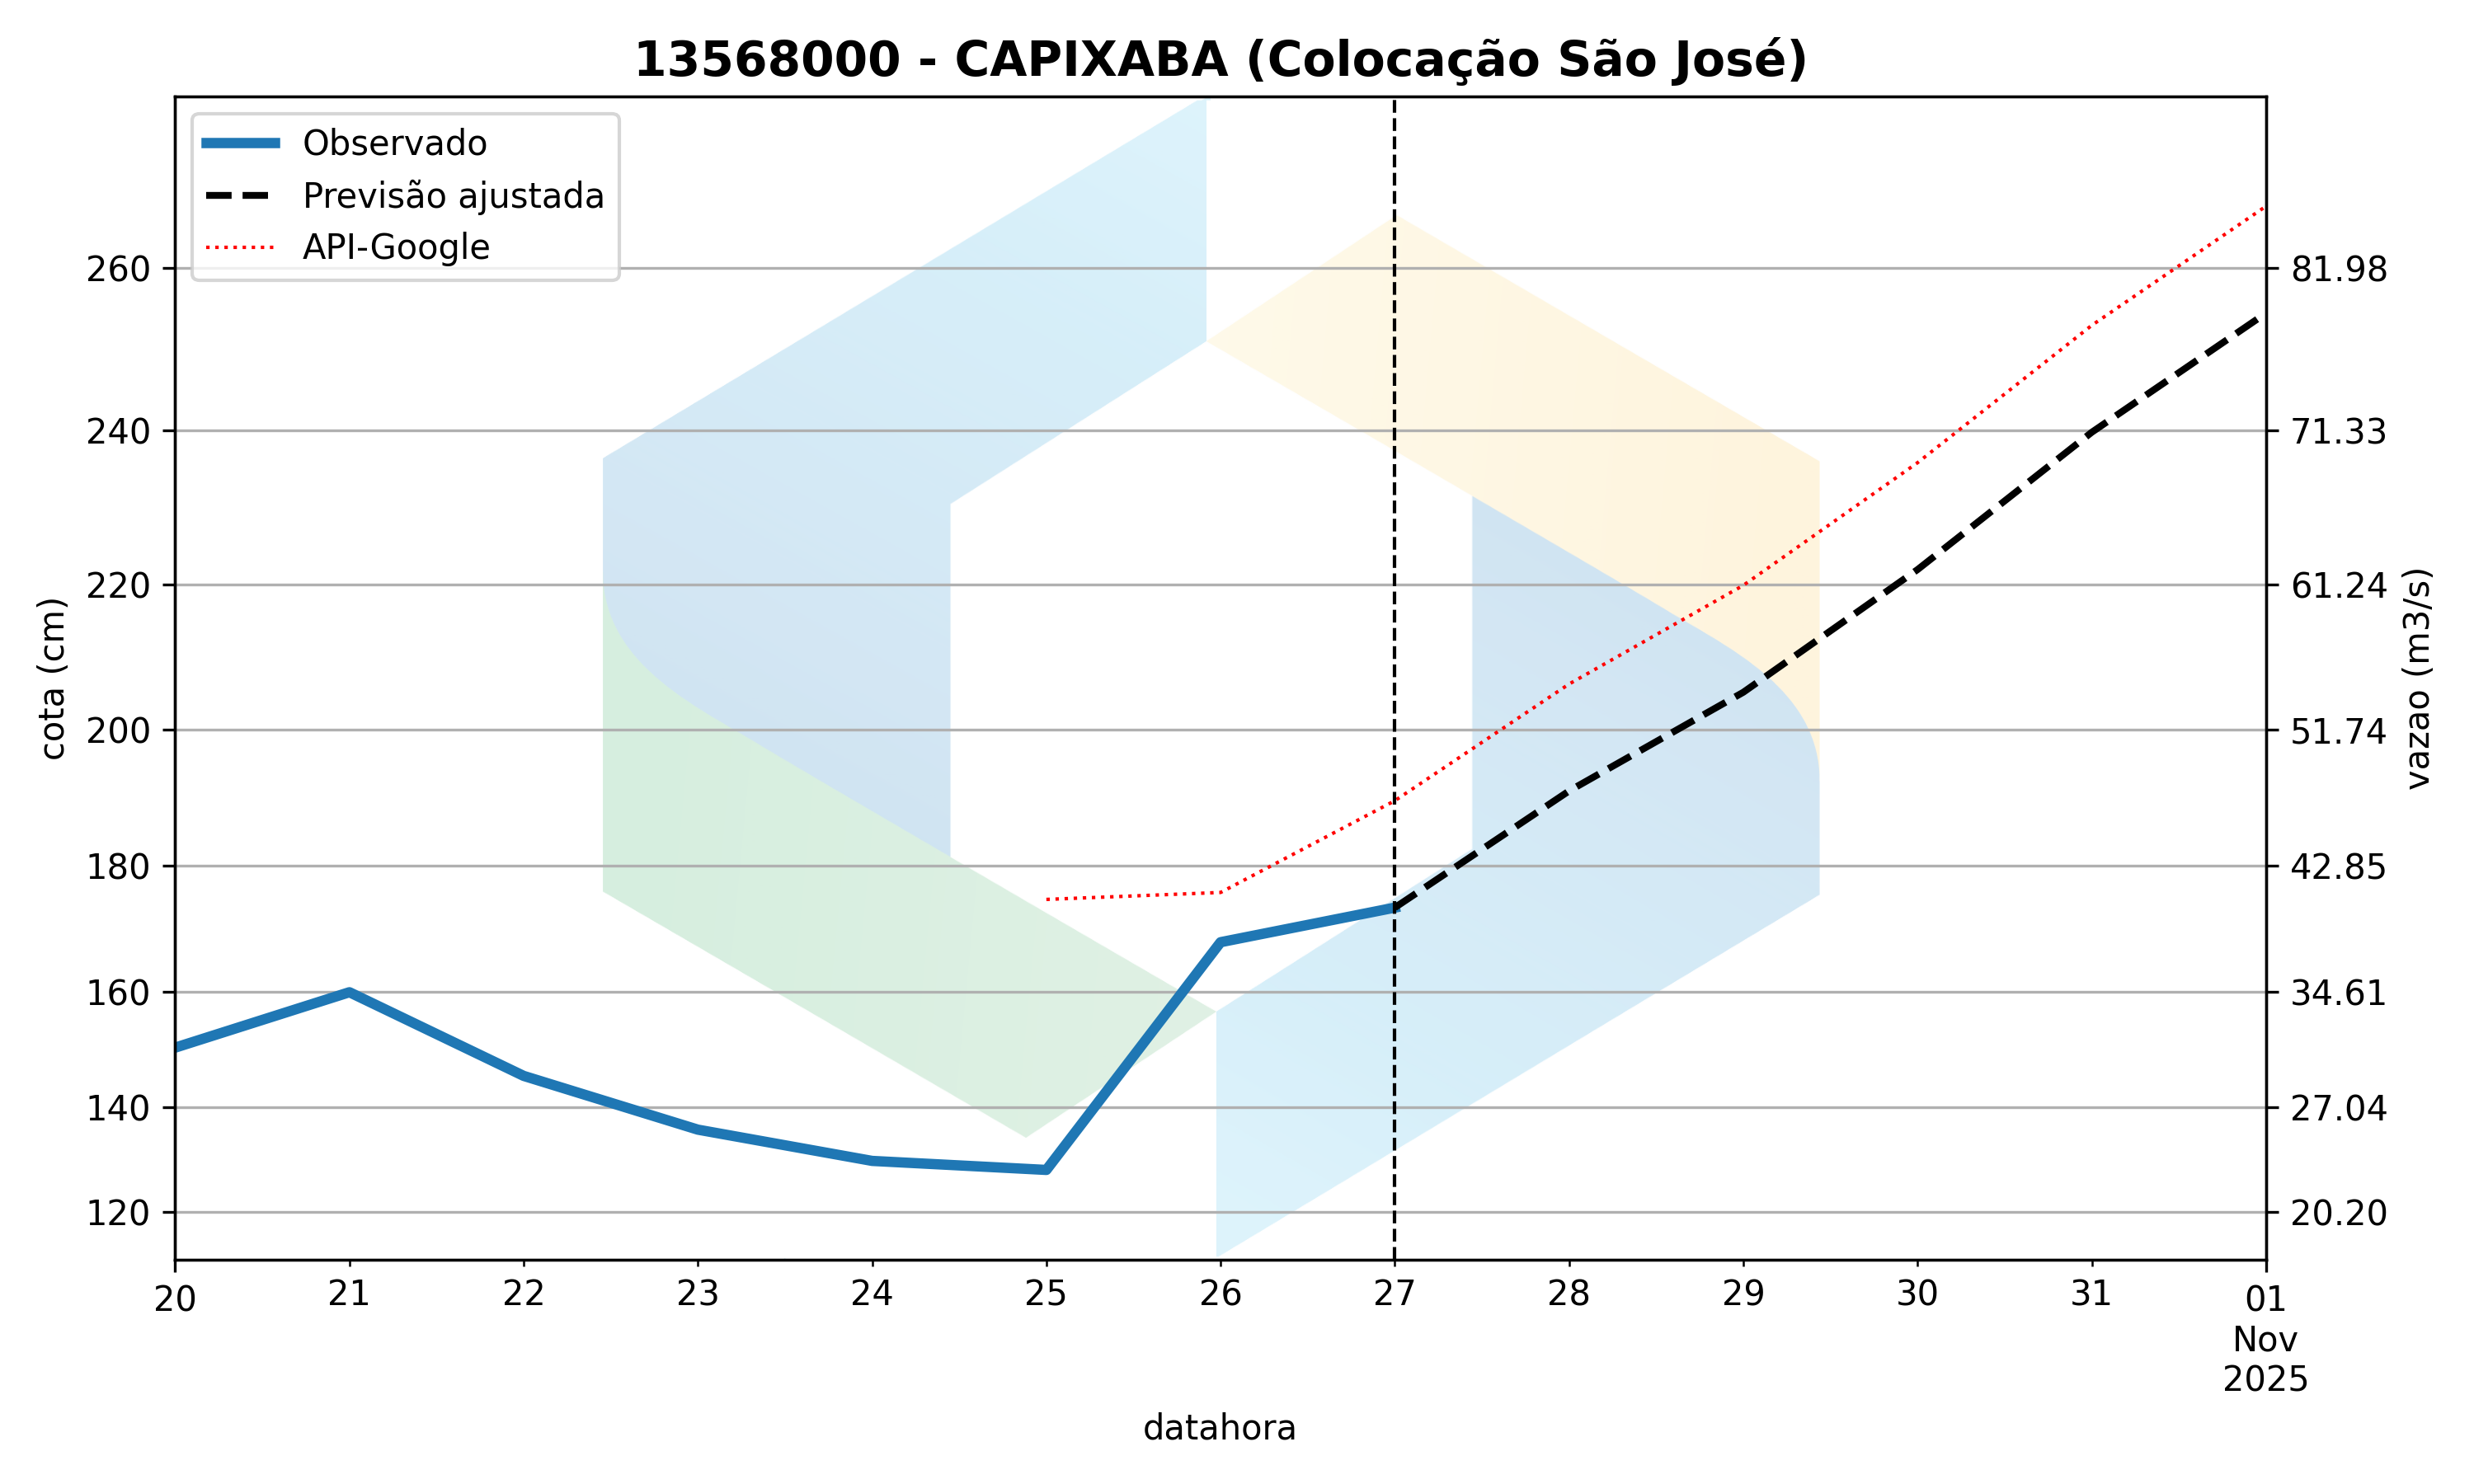 13568000 - CAPIXABA (Colocação São José)
Observado
Previsão ajustada
API-Google
cota (cm)
260
240
220
200
180
160
140
120
81.98
71.33
61.24
51.74
42.85
34.61
27.04
20.20
vazao (m3/s)
20 21 22 23 24 25 26 27 28 29 30 31 01
Nov
2025
datahora